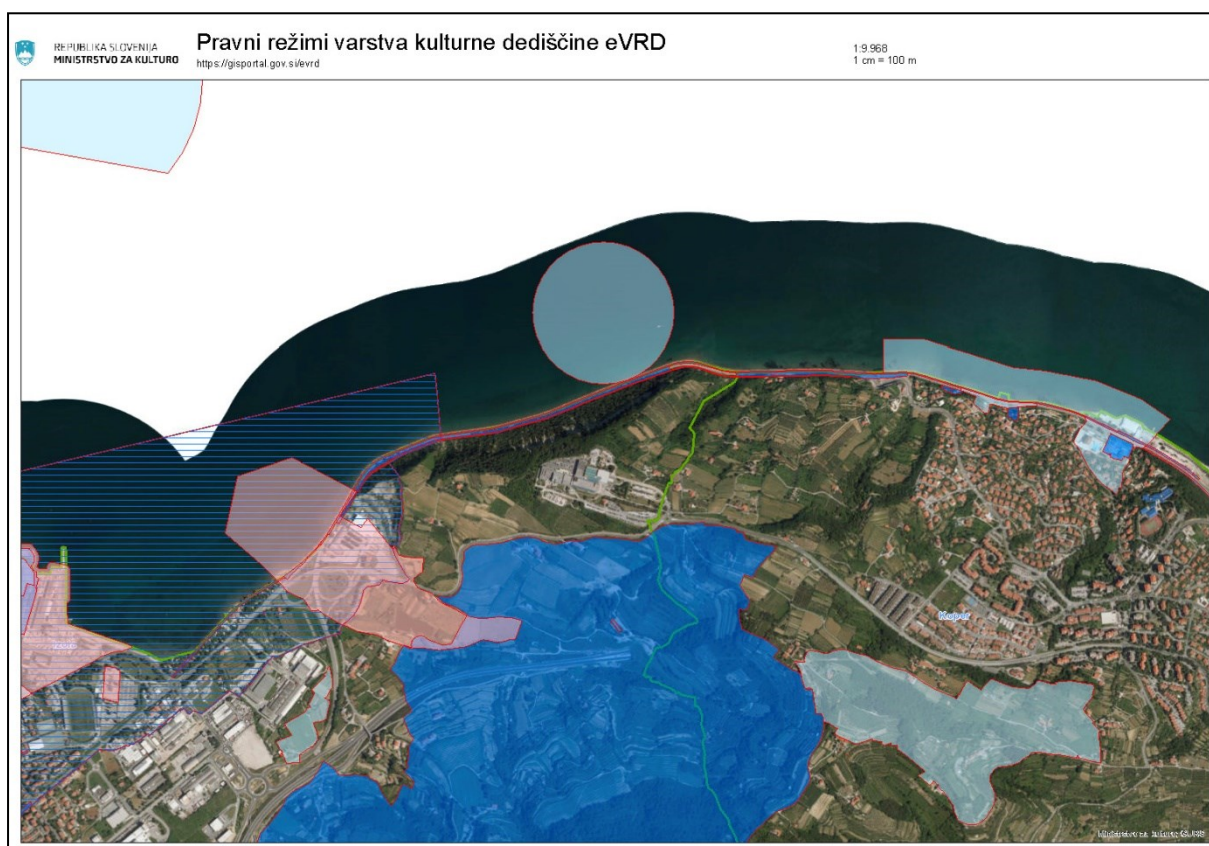 REPUBLIKA SLOVENIJA
MINISTRSTVO ZA KULTURO
Pravni režimi varstva kulturne dediščine eVRD
https://gisportal.gov.si/evrd
1:9.968
1 cm = 100 m
Koper